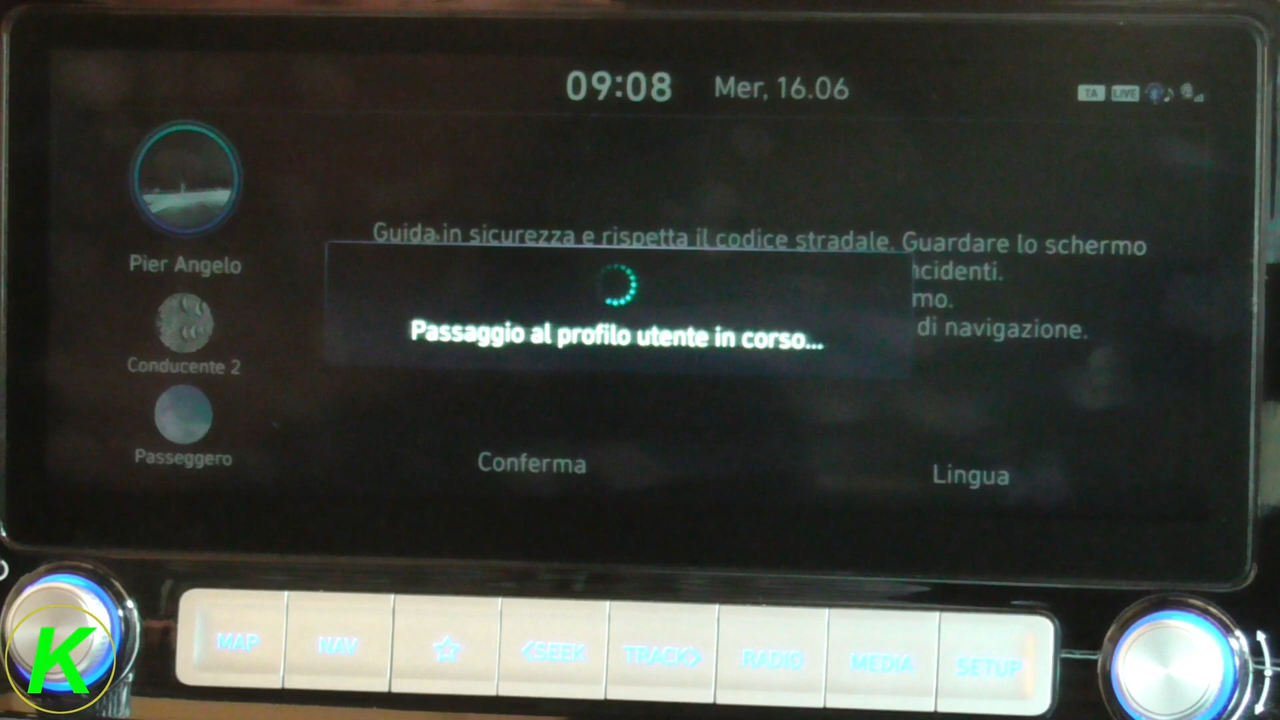 09:08 Mer, 16.06 TA LIVE
Pier Angelo
Conducente 2
Passeggero
Guida in sicurezza e rispetta il codice stradale. Guardare lo schermo
ncidenti.
mo.
di navigazione.
Passaggio al profilo utente in corso...
Conferma Lingua
MAP NAV <SEEK TRACK> RADIO MEDIA SETUP
K